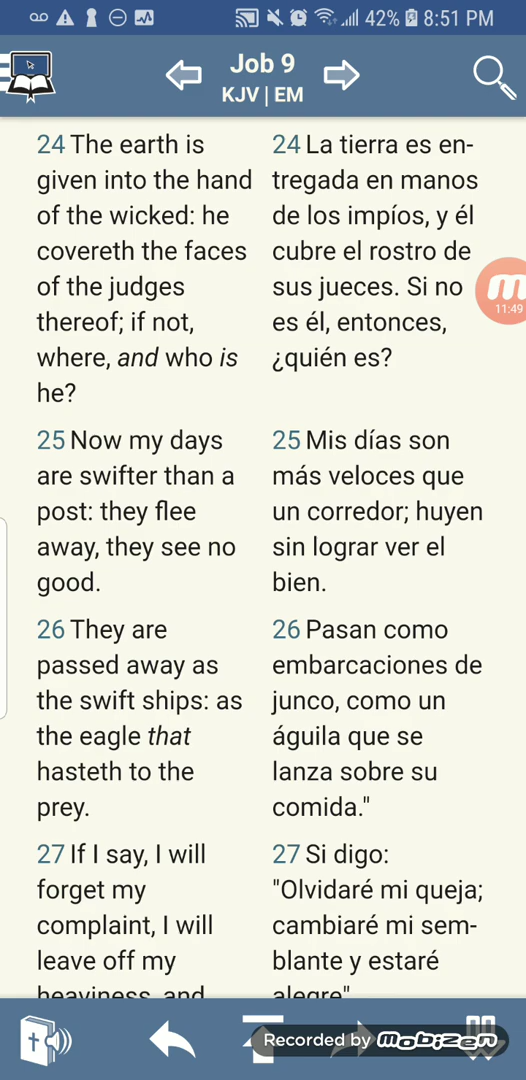 42% 8:51 PM
Job 9
KJV | EM
24 The earth is
given into the hand
of the wicked: he
covereth the faces
of the judges
thereof; if not,
where, and who is
he?
25 Now my days
are swifter than a
post: they flee
away, they see no
good.
26 They are
passed away as
the swift ships: as
the eagle that
hasteth to the
prey.
27 If I say, I will
forget my
complaint, I will
leave off my
heaviness, and
24 La tierra es en-
tregada en manos
de los impíos, y él
cubre el rostro de
sus jueces. Si no
es él, entonces,
¿quién es?
25 Mis días son
más veloces que
un corredor; huyen
sin lograr ver el
bien.
26 Pasan como
embarcaciones de
junco, como un
águila que se
lanza sobre su
comida."
27 Si digo:
"Olvidaré mi queja;
cambiaré mi sem-
blante y estaré
alegre"
m
11:49
Recorded by Mobizen